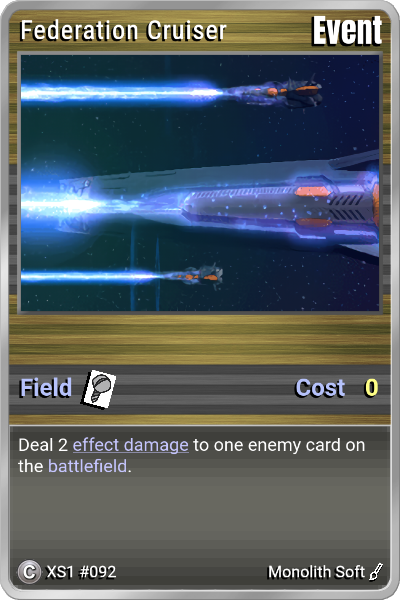 Federation Cruiser Event
Field Cost 0
Deal 2 effect damage to one enemy card on
the battlefield.
C XS1 #092 Monolith Soft